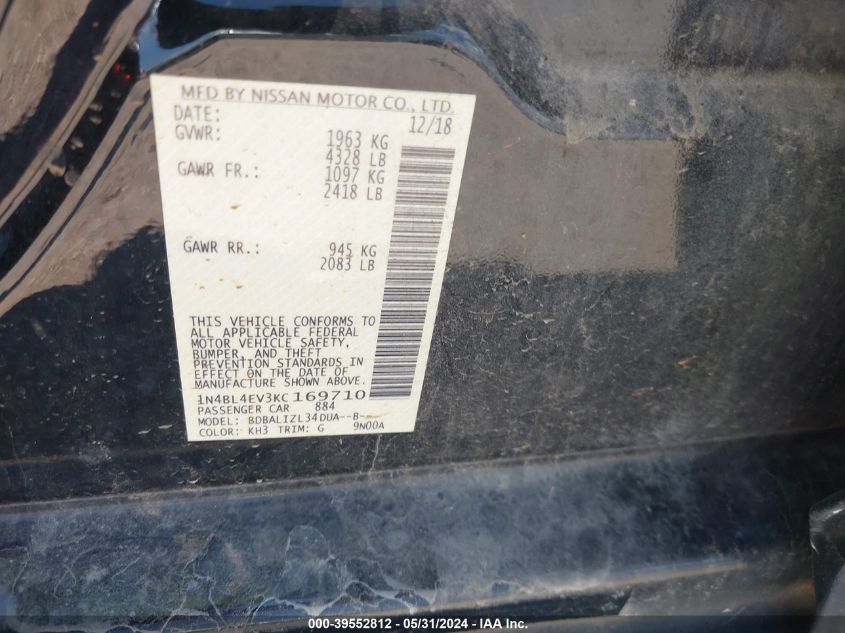 MFD BY NISSAN MOTOR CO., LTD.
DATE: 12/18
GVWR: 1963 KG
4328 LB
GAWR FR.: 1097 KG
2418 LB
GAWR RR.: 945 KG
2083 LB
THIS VEHICLE CONFORMS TO
ALL APPLICABLE FEDERAL
MOTOR VEHICLE SAFETY,
BUMPER, AND THEFT
PREVENTION STANDARDS IN
EFFECT ON THE DATE OF
MANUFACTURE SHOWN ABOVE.
1N4BL4EV3KC169710
PASSENGER CAR 884
MODEL: BDBALIZL34DUA--B-
COLOR: KH3 TRIM: G 9N00A
000-39552812 - 05/31/2024 - IAAI Inc.